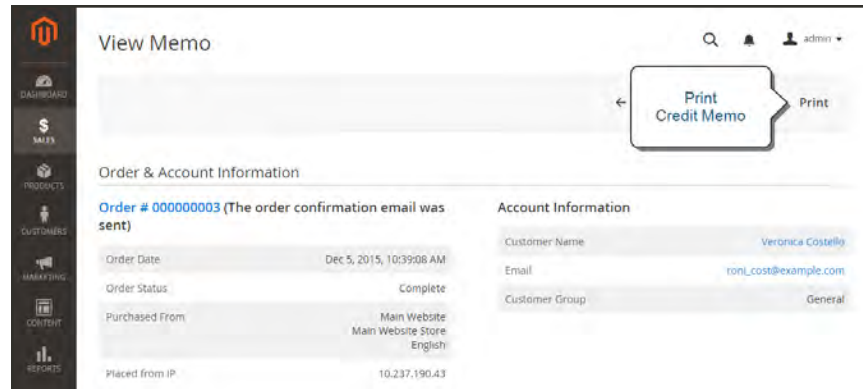 View Memo
admin
DASHBOARD
Print
Credit Memo
Print
SALES
PRODUCTS
Order & Account Information
Order # 000000003 (The order confirmation email was
sent)
Account Information
CUSTOMERS
Customer Name Veronica Costello
Order Date Dec 5, 2015, 10:39:08 AM
Email roni_cost@example.com
MARKETING
Order Status Complete
Customer Group General
Purchased From Main Website
Main Website Store
English
CONTENT
Placed from IP 10.237.190.43
REPORTS